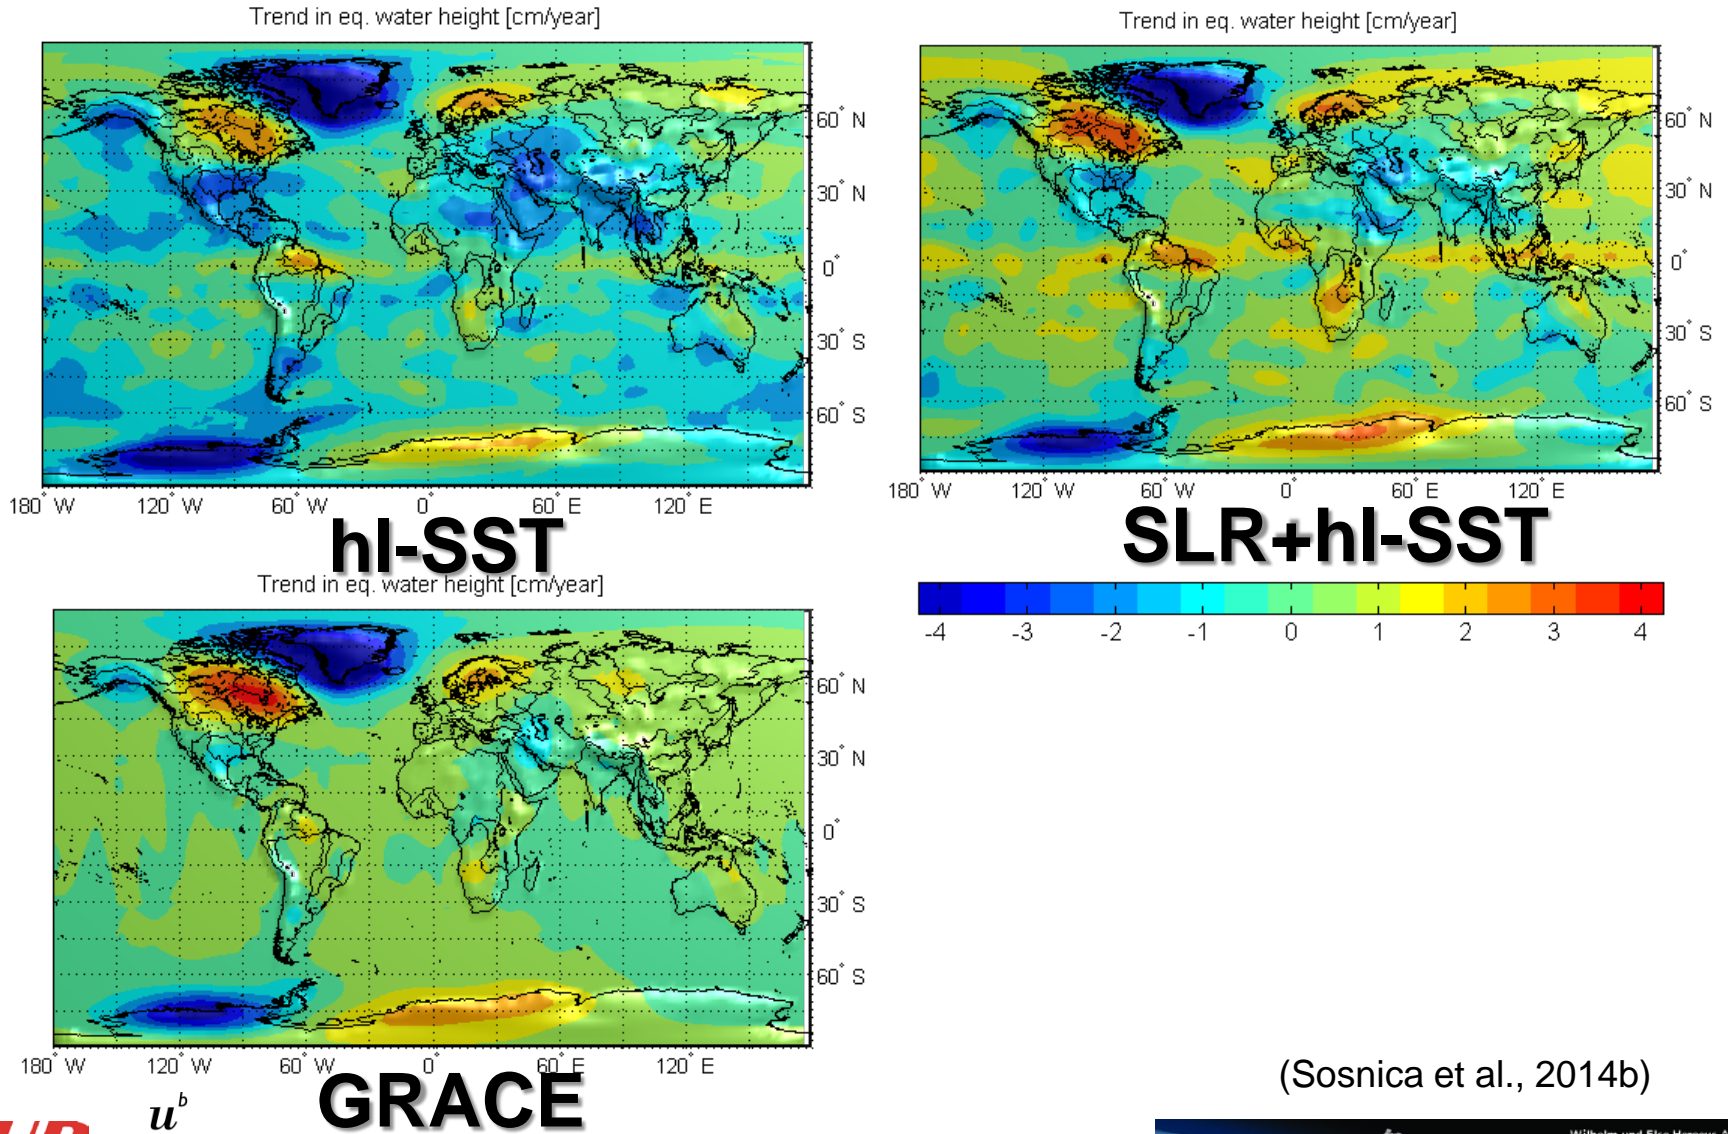 Trend in eq. water height [cm/year]
60° N
30° N
0°
30° S
60° S
180° W 120° W 60° W 0° 60° E 120° E
hl-SST
Trend in eq. water height [cm/year]
60° N
30° N
0°
30° S
60° S
180° W 120° W 60° W 0° 60° E 120° E
SLR+hl-SST
-4 -3 -2 -1 0 1 2 3 4
Trend in eq. water height [cm/year]
60° N
30° N
0°
30° S
60° S
180° W 120° W 60° W 0° 60° E 120° E
GRACE
(Sosnica et al., 2014b)
u b